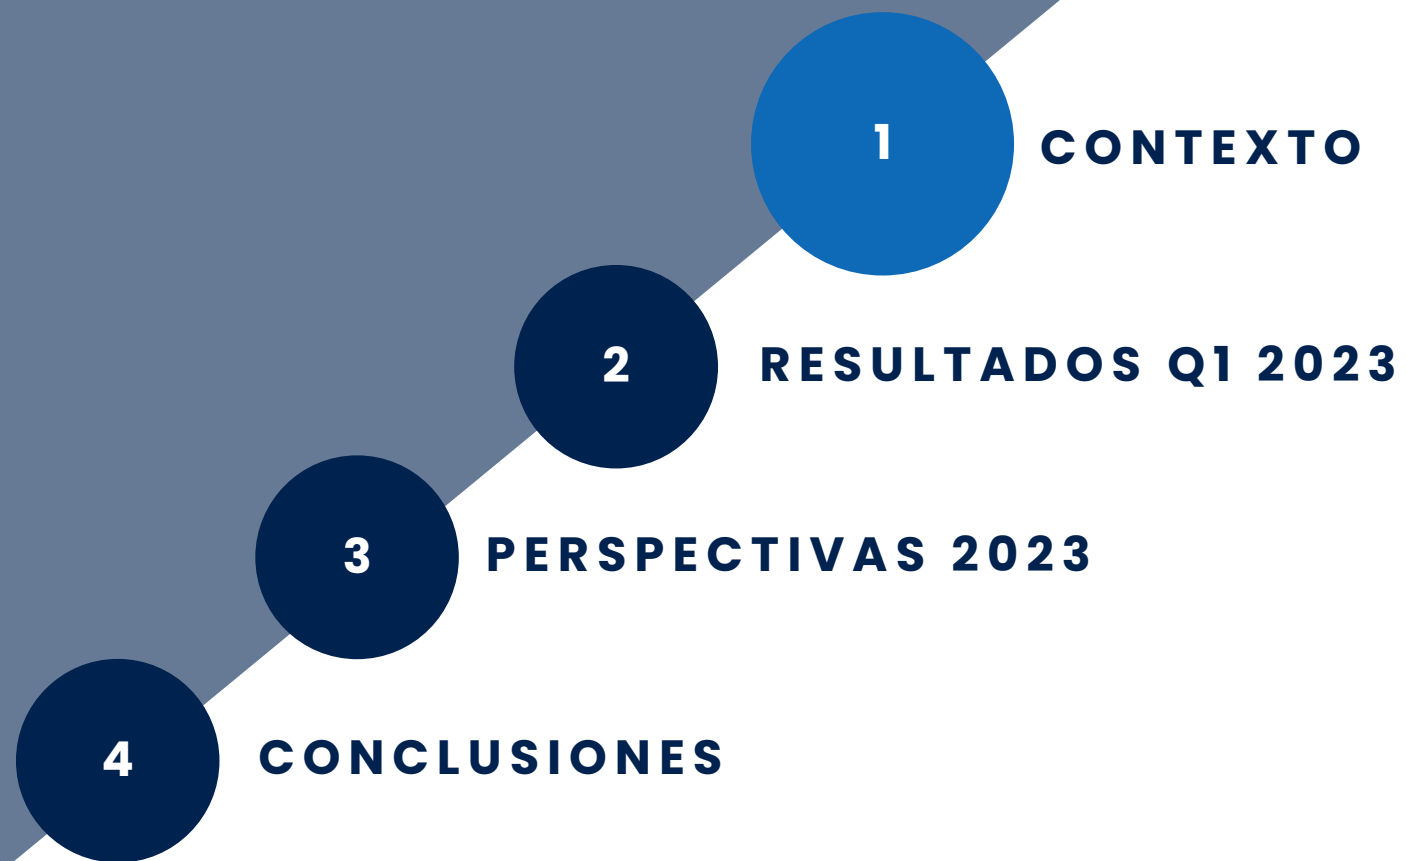 1 CONTEXTO
2 RESULTADOS Q1 2023
3 PERSPECTIVAS 2023
4 CONCLUSIONES